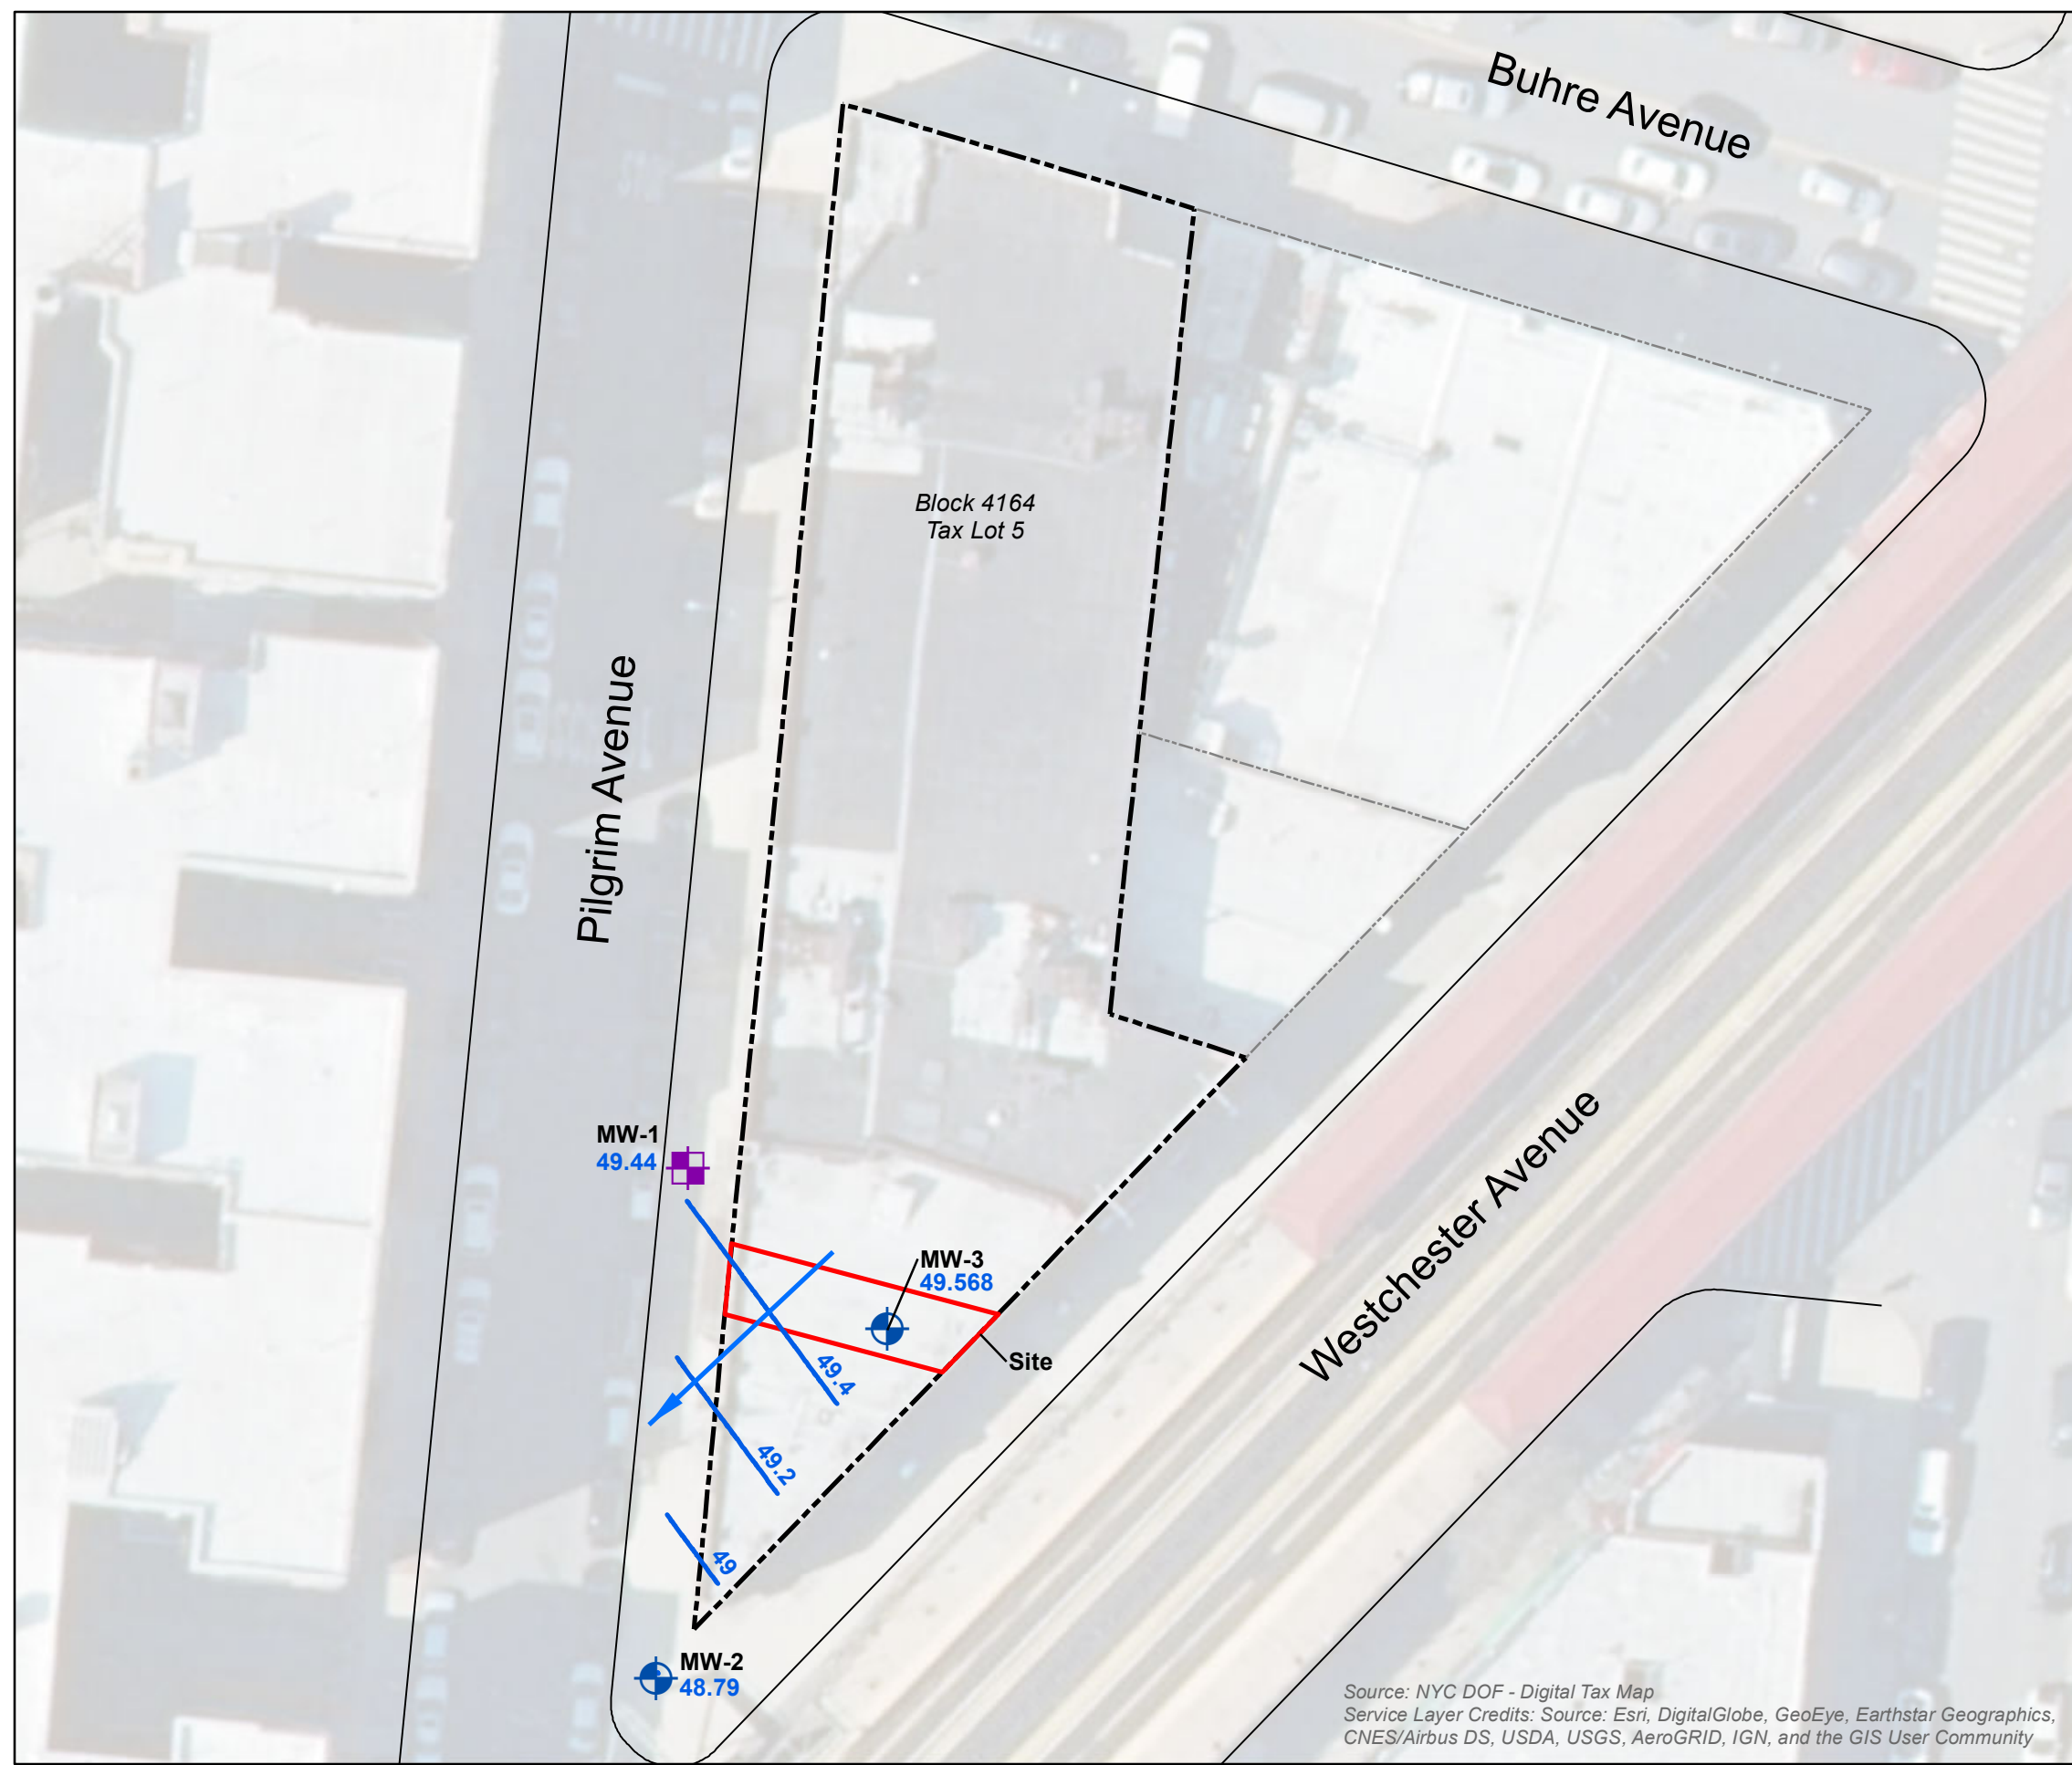 Buhre Avenue
Block 4164
Tax Lot 5
Pilgrim Avenue
MW-1
49.44
MW-3
49.568
Site
Westchester Avenue
49.4
49.2
49
MW-2
48.79
Source: NYC DOF - Digital Tax Map
Service Layer Credits: Source: Esri, DigitalGlobe, GeoEye, Earthstar Geographics,
CNES/Airbus DS, USDA, USGS, AeroGRID, IGN, and the GIS User Community